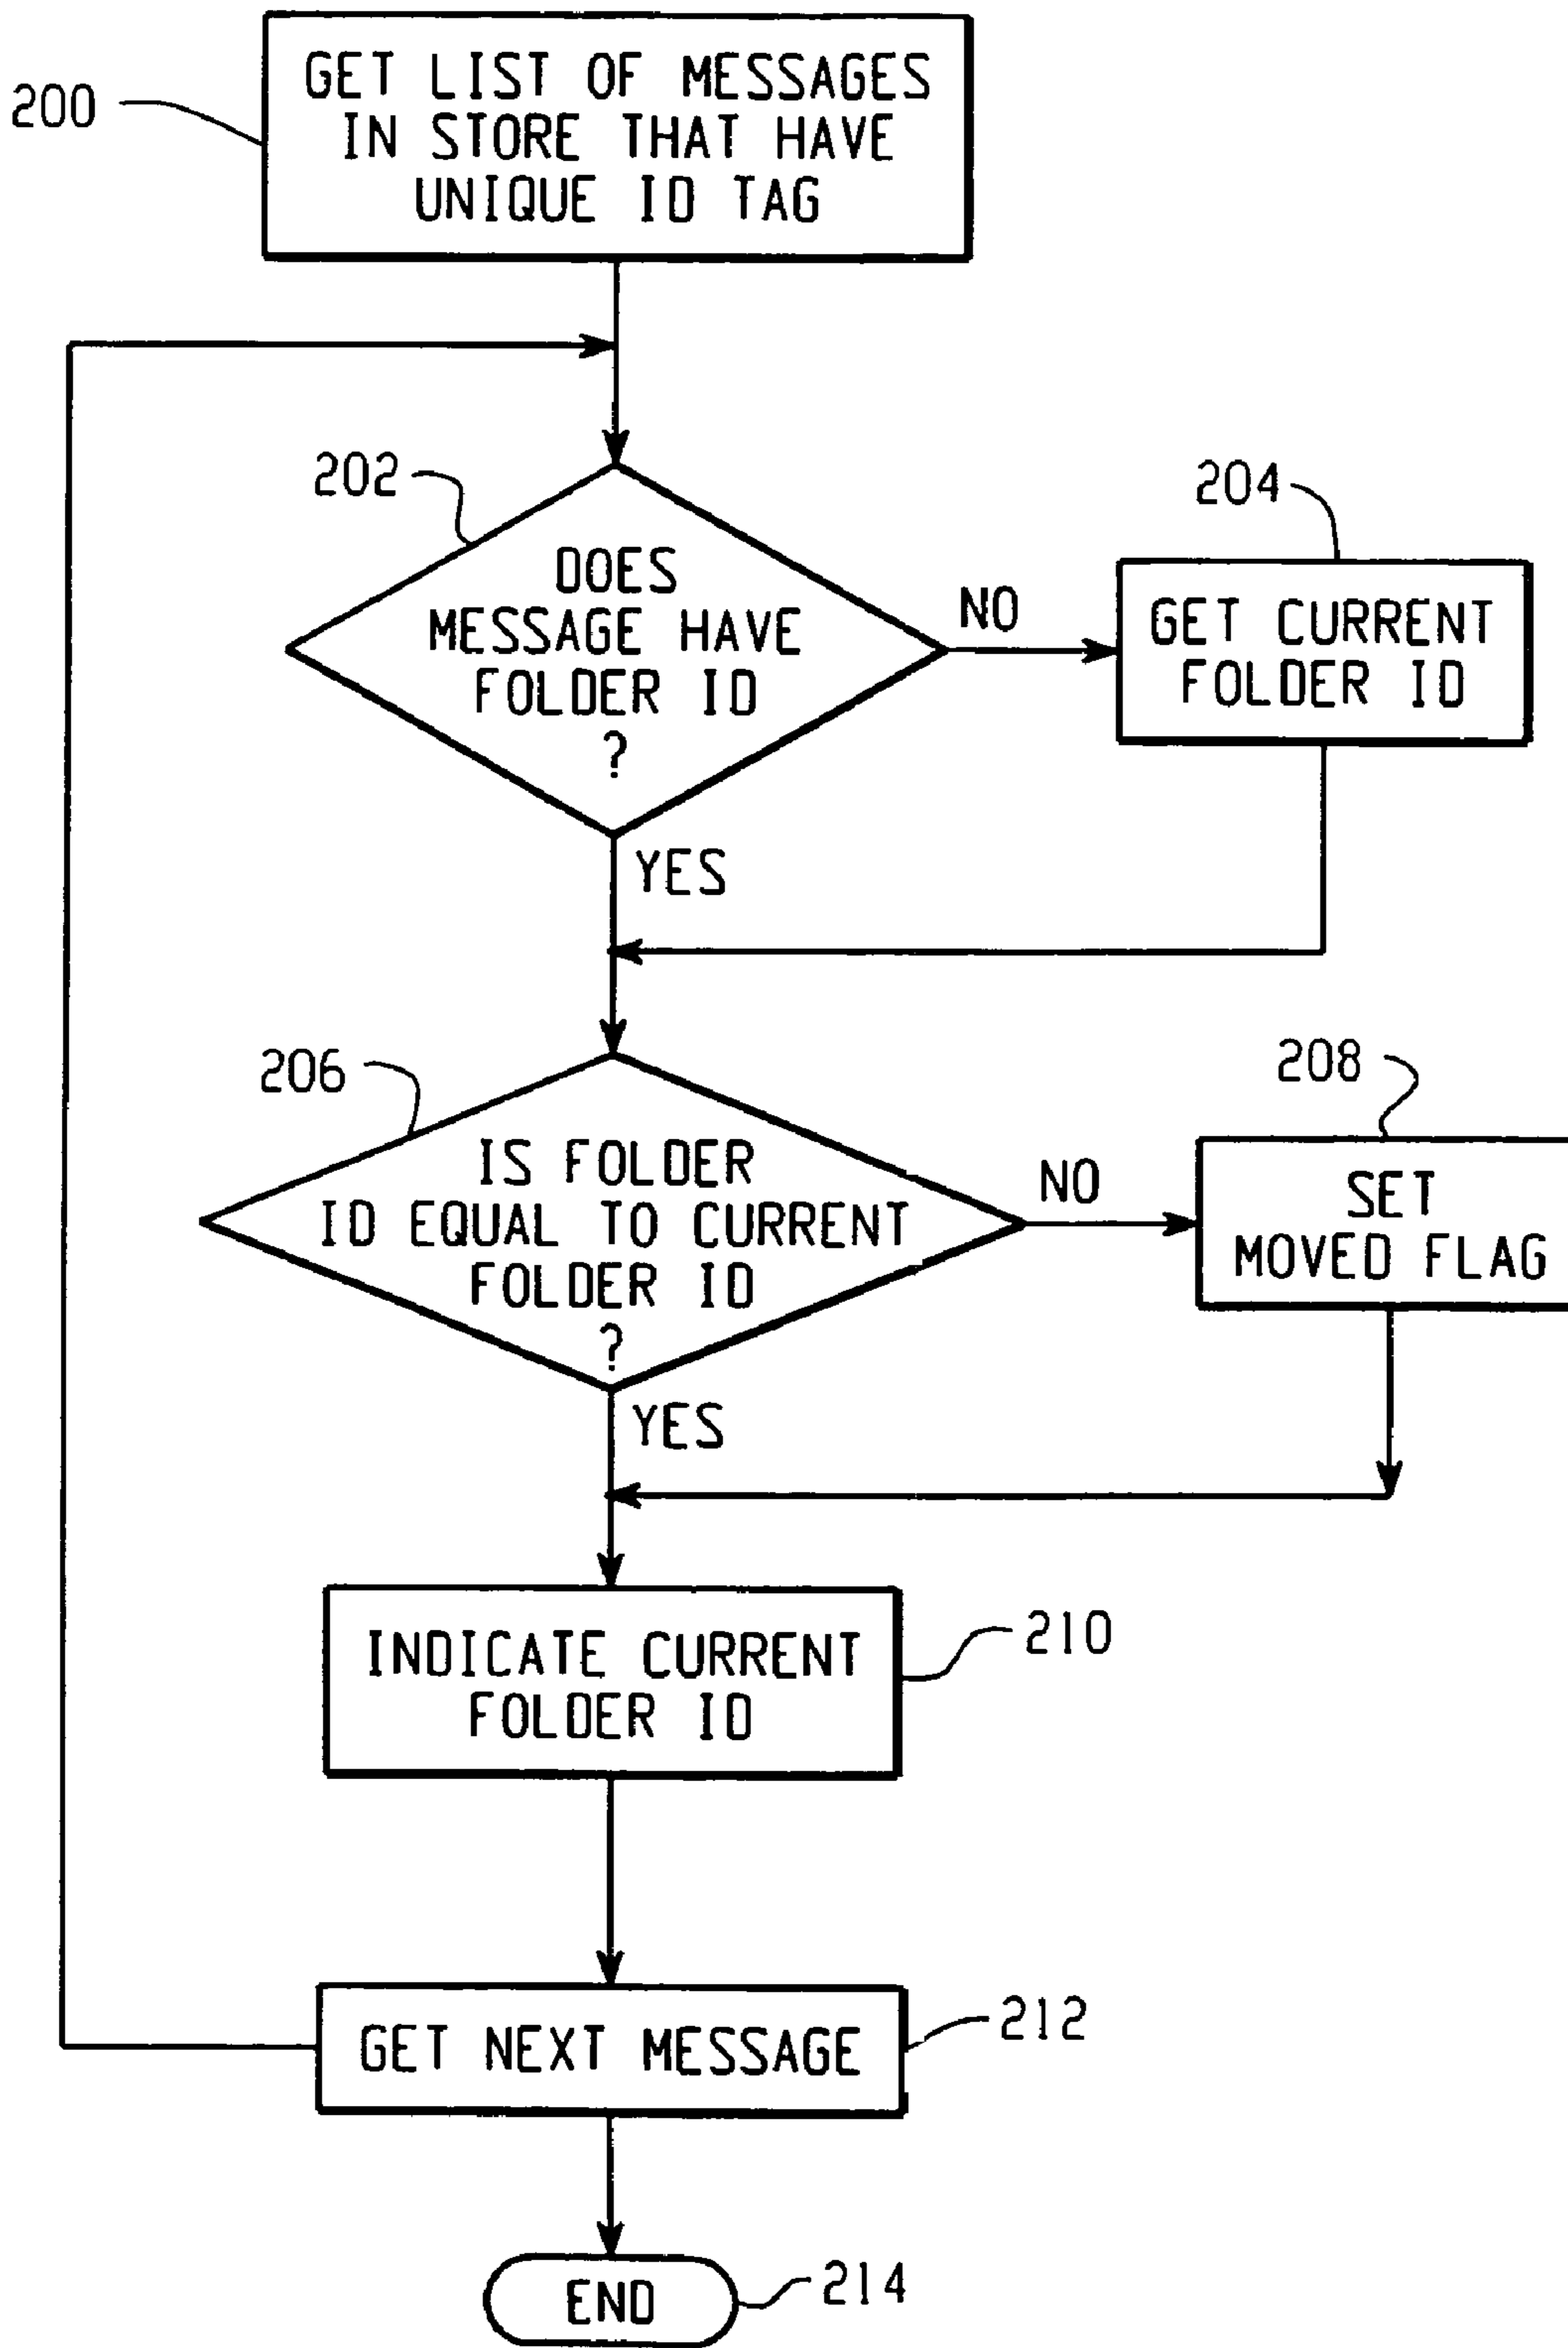 200
GET LIST OF MESSAGES
IN STORE THAT HAVE
UNIQUE ID TAG
202
DOES
MESSAGE HAVE
FOLDER ID
?
NO
204
GET CURRENT
FOLDER ID
YES
206
IS FOLDER
ID EQUAL TO CURRENT
FOLDER ID
?
NO
208
SET
MOVED FLAG
YES
INDICATE CURRENT
FOLDER ID
210
GET NEXT MESSAGE
212
END
214